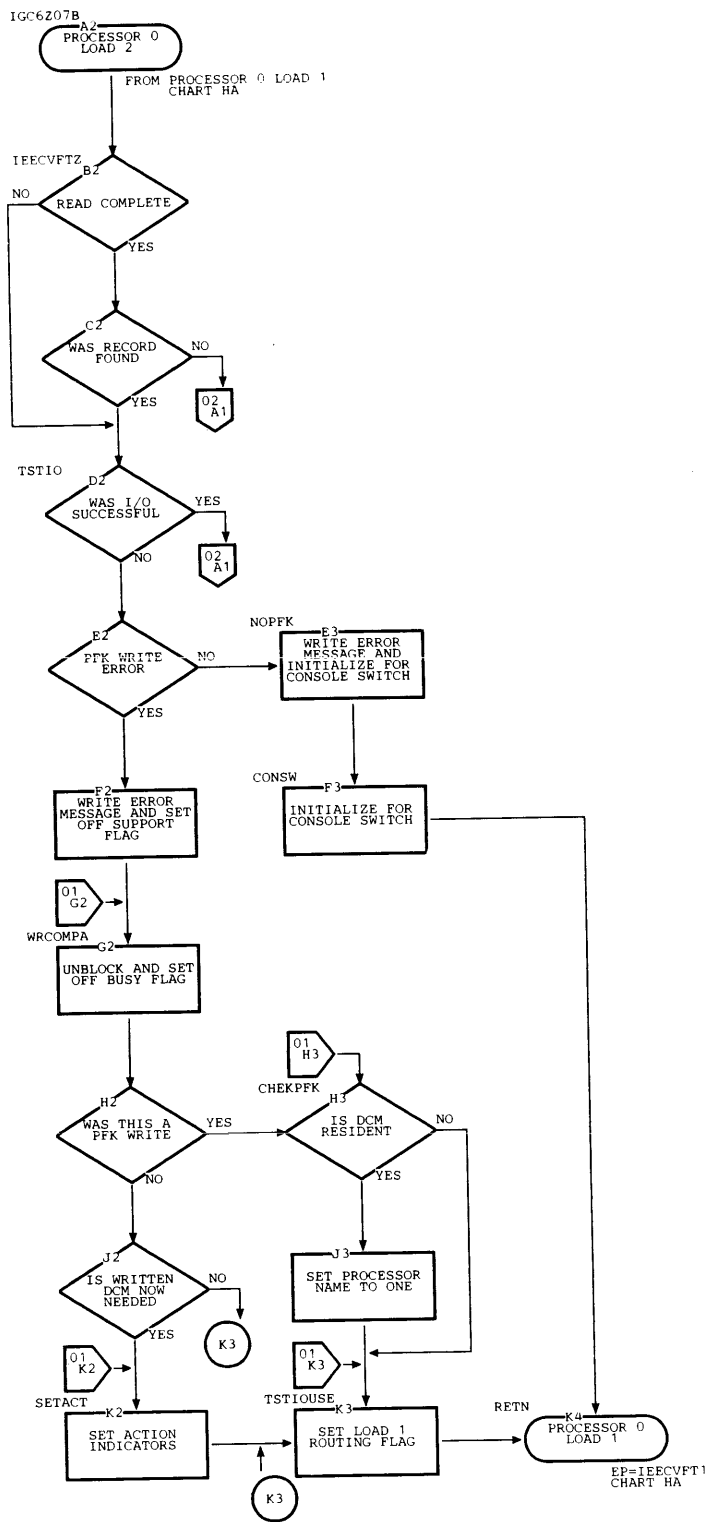 IGC6Z07B
A2
PROCESSOR 0
LOAD 2
FROM PROCESSOR 0 LOAD 1
CHART HA
IEECVFTZ
B2
NO
READ COMPLETE
YES
C2
WAS RECORD
FOUND
NO
02
A1
YES
TSTIO
D2
WAS I/O
SUCCESSFUL
YES
02
A1
NO
E2
PFK WRITE
ERROR
NO
YES
NOPFK
E3
WRITE ERROR
MESSAGE AND
INITIALIZE FOR
CONSOLE SWITCH
F2
WRITE ERROR
MESSAGE AND SET
OFF SUPPORT
FLAG
CONSW
F3
INITIALIZE FOR
CONSOLE SWITCH
01
G2
WRCOMPA
G2
UNBLOCK AND SET
OFF BUSY FLAG
01
H3
CHEKPFK
H2
WAS THIS A
PFK WRITE
YES
NO
H3
IS DCM
RESIDENT
NO
YES
J2
IS WRITTEN
DCM NOW
NEEDED
NO
K3
YES
J3
SET PROCESSOR
NAME TO ONE
01
K2
01
K3
SETACT
K2
SET ACTION
INDICATORS
TSTIOUSE
K3
SET LOAD 1
ROUTING FLAG
K3
RETN
K4
PROCESSOR 0
LOAD 1
EP=IEECVFT1
CHART HA